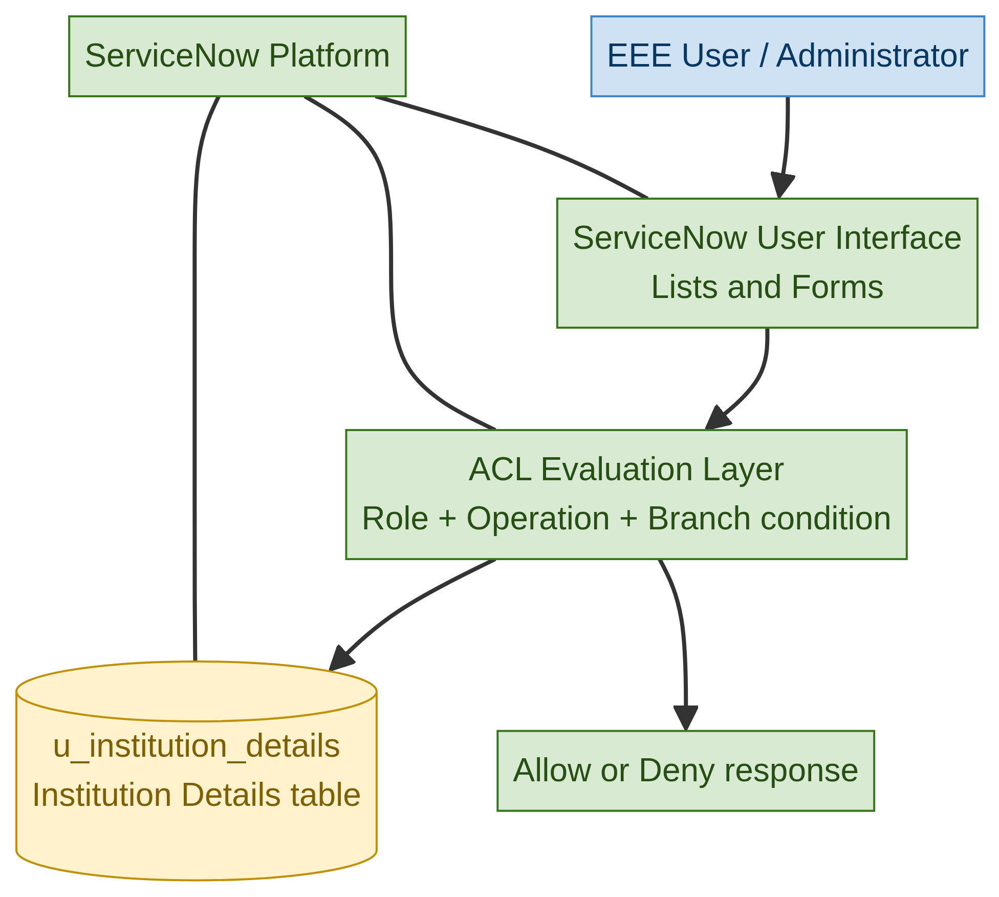 ServiceNow Platform
EEE User / Administrator
ServiceNow User Interface
Lists and Forms
ACL Evaluation Layer
Role + Operation + Branch condition
u_institution_details
Institution Details table
Allow or Deny response